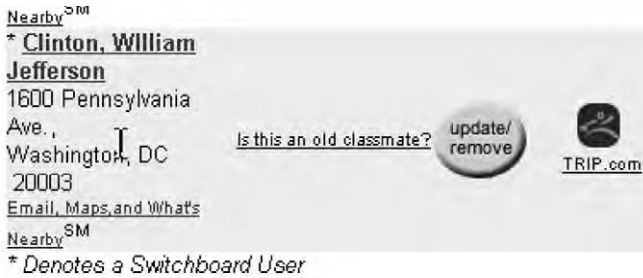 Nearby SM
* Clinton, WIlliam
Jefferson
1600 Pennsylvania
Ave.,
Washington, DC
20003
Email, Maps,and What's
Nearby SM
Is this an old classmate?
update/
remove
TRIP.com
* Denotes a Switchboard User